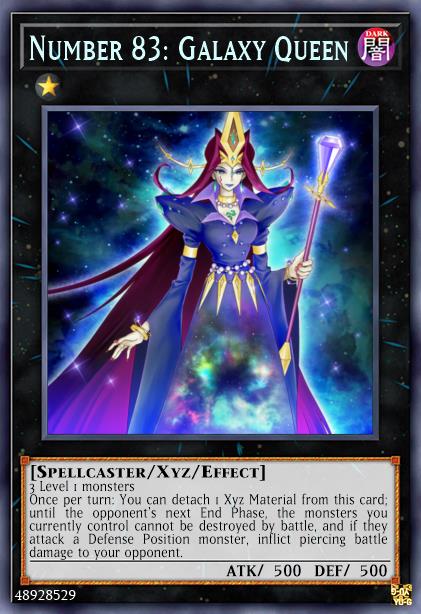 Number 83: Galaxy Queen
DARK
闇
[Spellcaster/Xyz/Effect]
3 Level 1 monsters
Once per turn: You can detach 1 Xyz Material from this card; until the opponent's next End Phase, the monsters you currently control cannot be destroyed by battle, and if they attack a Defense Position monster, inflict piercing battle damage to your opponent.
ATK/ 500 DEF/ 500
48928529